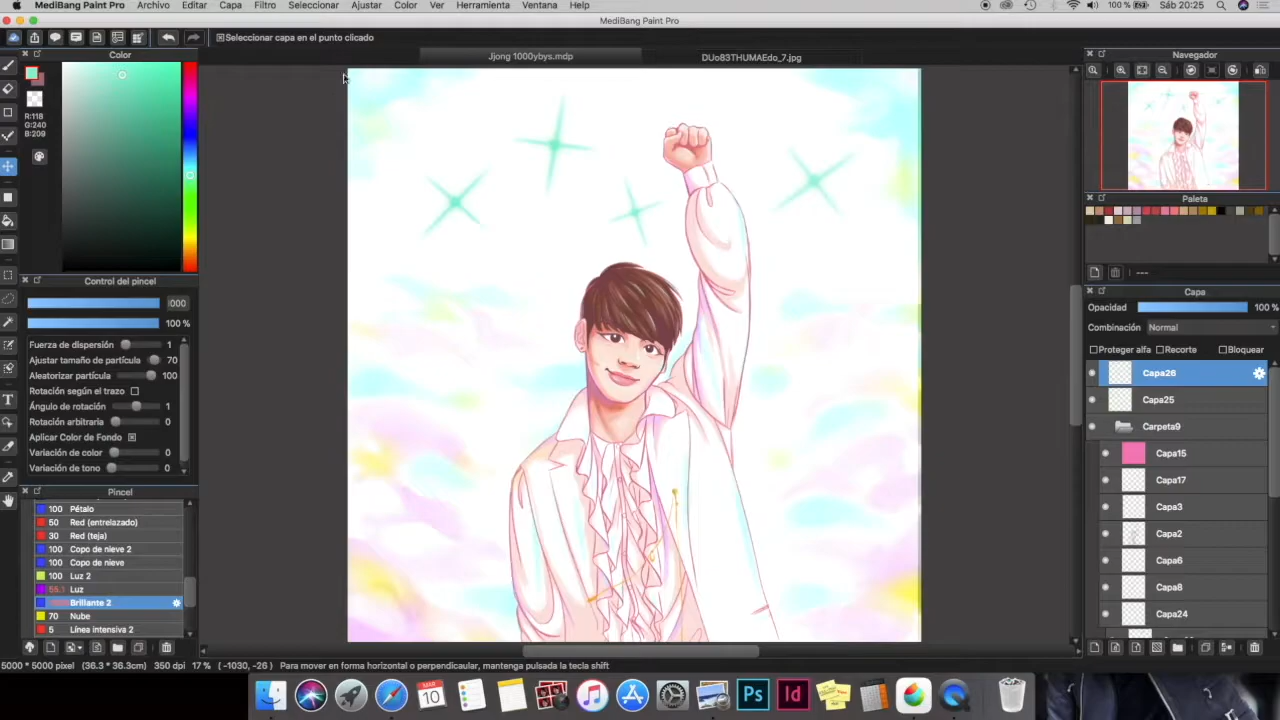 MediBang Paint Pro Archivo Editar Capa Filtro Seleccionar Ajustar Color Ver Herramienta Ventana Help 100 % Sáb 20:25
MediBang Paint Pro
Seleccionar capa en el punto clicado
Color
Jjong 1000ybys.mdp
DUo83THUMAEdo_7.jpg
Navegador
R:118
G:240
B:209
Paleta
---
Control del pincel
000
100 %
Fuerza de dispersión 1
Ajustar tamaño de partícula 70
Aleatorizar partícula 100
Rotación según el trazo
Ángulo de rotación 1
Rotación arbitraria 0
Aplicar Color de Fondo
Variación de color 0
Variación de tono 0
Pincel
100 Pétalo
50 Red (entrelazado)
30 Red (teja)
100 Copo de nieve 2
100 Copo de nieve
100 Luz 2
55.1 Luz
Brillante 2
70 Nube
5 Línea intensiva 2
Capa
Opacidad 100 %
Combinación Normal
Proteger alfa Recorte Bloquear
Capa26
Capa25
Carpeta9
Capa15
Capa17
Capa3
Capa2
Capa6
Capa8
Capa24
5000 * 5000 pixel (36.3 * 36.3cm) 350 dpi 17 % ( -1030, -26 ) Para mover en forma horizontal o perpendicaular, mantenga pulsada la tecla shift
MAR
10
Ps
Id